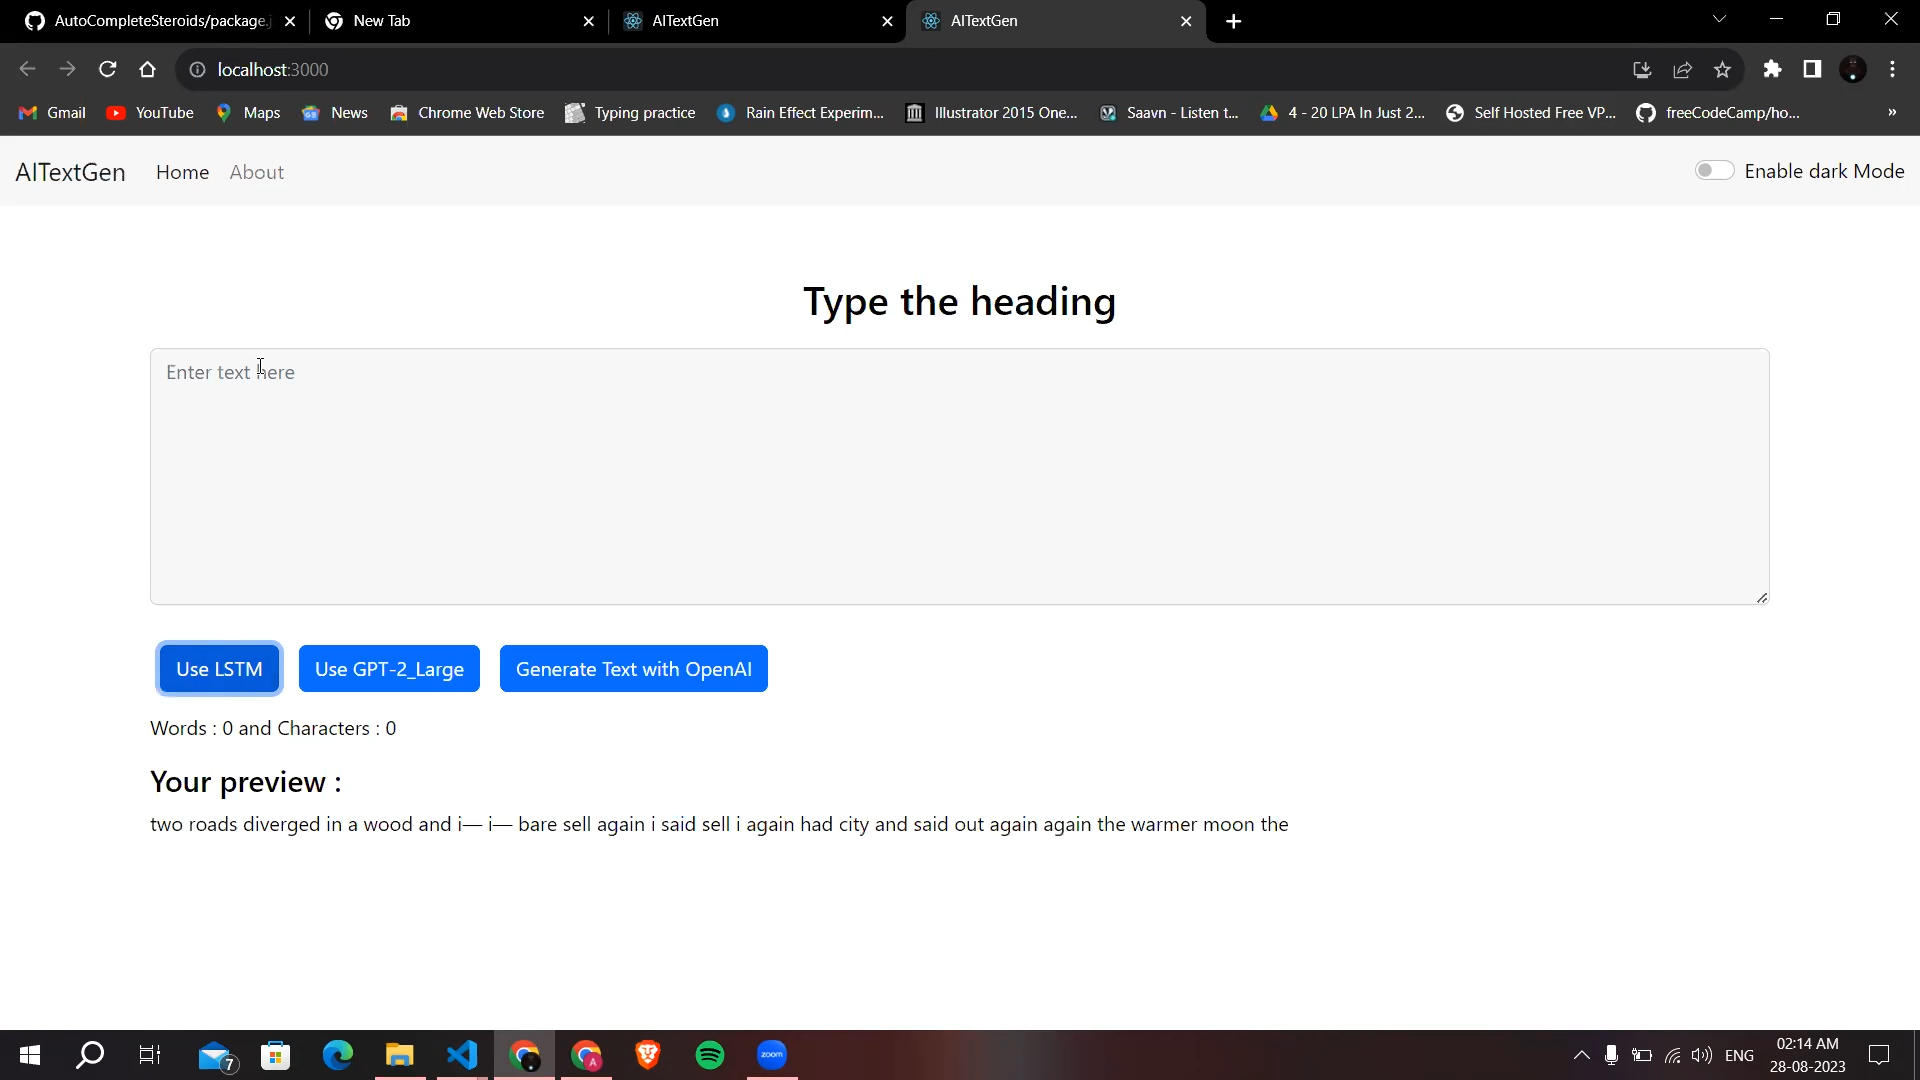 AutoCompleteSteroids/package.j
New Tab
AITextGen
AITextGen
localhost:3000
Gmail
YouTube
Maps
News
Chrome Web Store
Typing practice
Rain Effect Experim...
Illustrator 2015 One...
Saavn - Listen t...
4 - 20 LPA In Just 2...
Self Hosted Free VP...
freeCodeCamp/ho...
»
AITextGen
Home
About
Enable dark Mode
Type the heading
Enter text here
Use LSTM
Use GPT-2_Large
Generate Text with OpenAI
Words : 0 and Characters : 0
Your preview :
two roads diverged in a wood and i— i— bare sell again i said sell i again had city and said out again again the warmer moon the
7
A
zoom
ENG
02:14 AM
28-08-2023